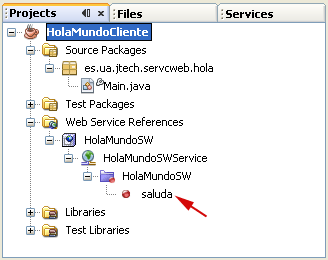 Projects Files Services
HolaMundoCliente
Source Packages
es.ua.jtech.servcweb.hola
Main.java
Test Packages
Web Service References
HolaMundoSW
HolaMundoSWService
HolaMundoSW
saluda
Libraries
Test Libraries